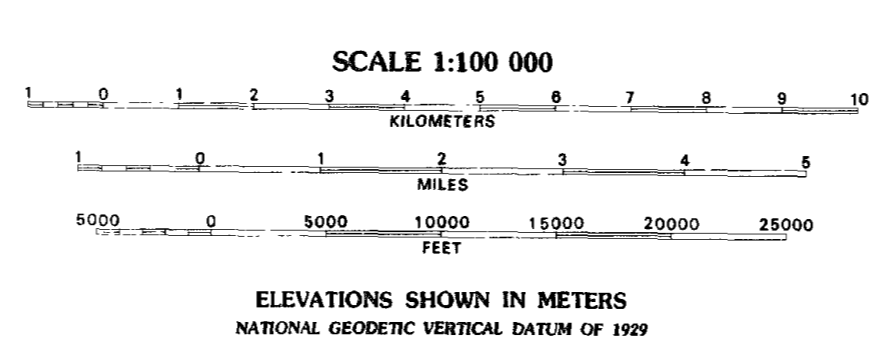 SCALE 1:100 000
1 0 1 2 3 4 5 6 7 8 9 10
KILOMETERS
1 0 1 2 3 4 5
MILES
5000 0 5000 10000 15000 20000 25000
FEET
ELEVATIONS SHOWN IN METERS
NATIONAL GEODETIC VERTICAL DATUM OF 1929